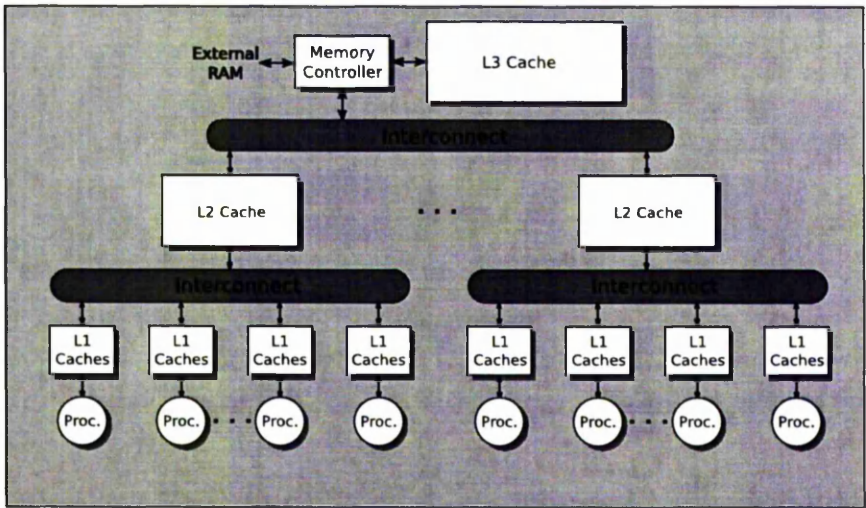 External
RAM
Memory
Controller
L3 Cache
Interconnect
L2 Cache
. . .
L2 Cache
Interconnect
Interconnect
L1
Caches
L1
Caches
L1
Caches
L1
Caches
L1
Caches
L1
Caches
L1
Caches
L1
Caches
Proc.
Proc.
. . .
Proc.
Proc.
Proc.
Proc.
. . .
Proc.
Proc.